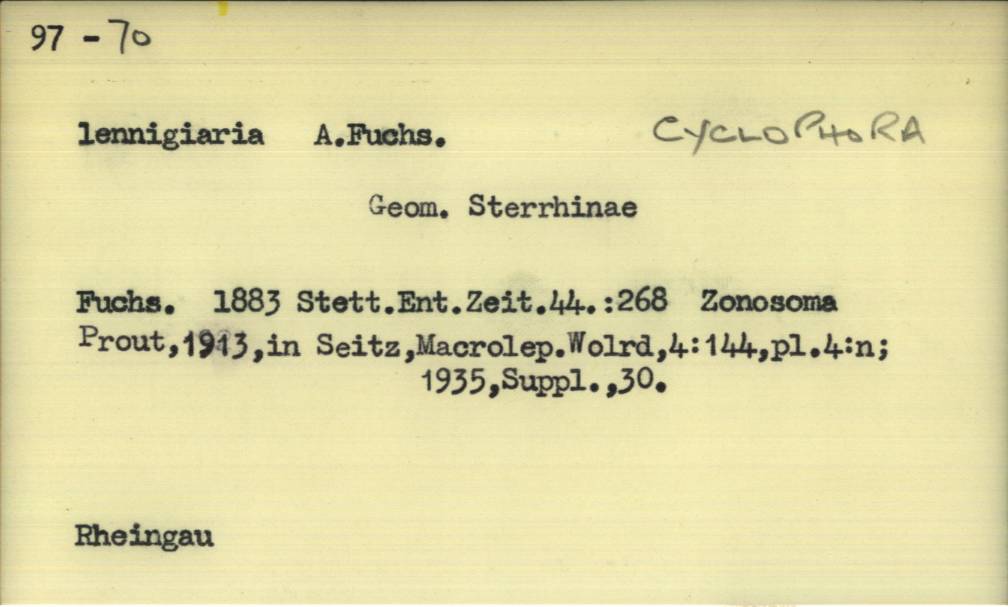 97 - 70
lennigiaria A.Fuchs. CYCLOPHORA
Geom. Sterrhinae
Fuchs. 1883 Stett.Ent.Zeit.44.:268 Zonosoma
Prout,1913,in Seitz,Macrolep.Wolrd,4:144,pl.4:n;
1935,Suppl.,30.
Rheingau